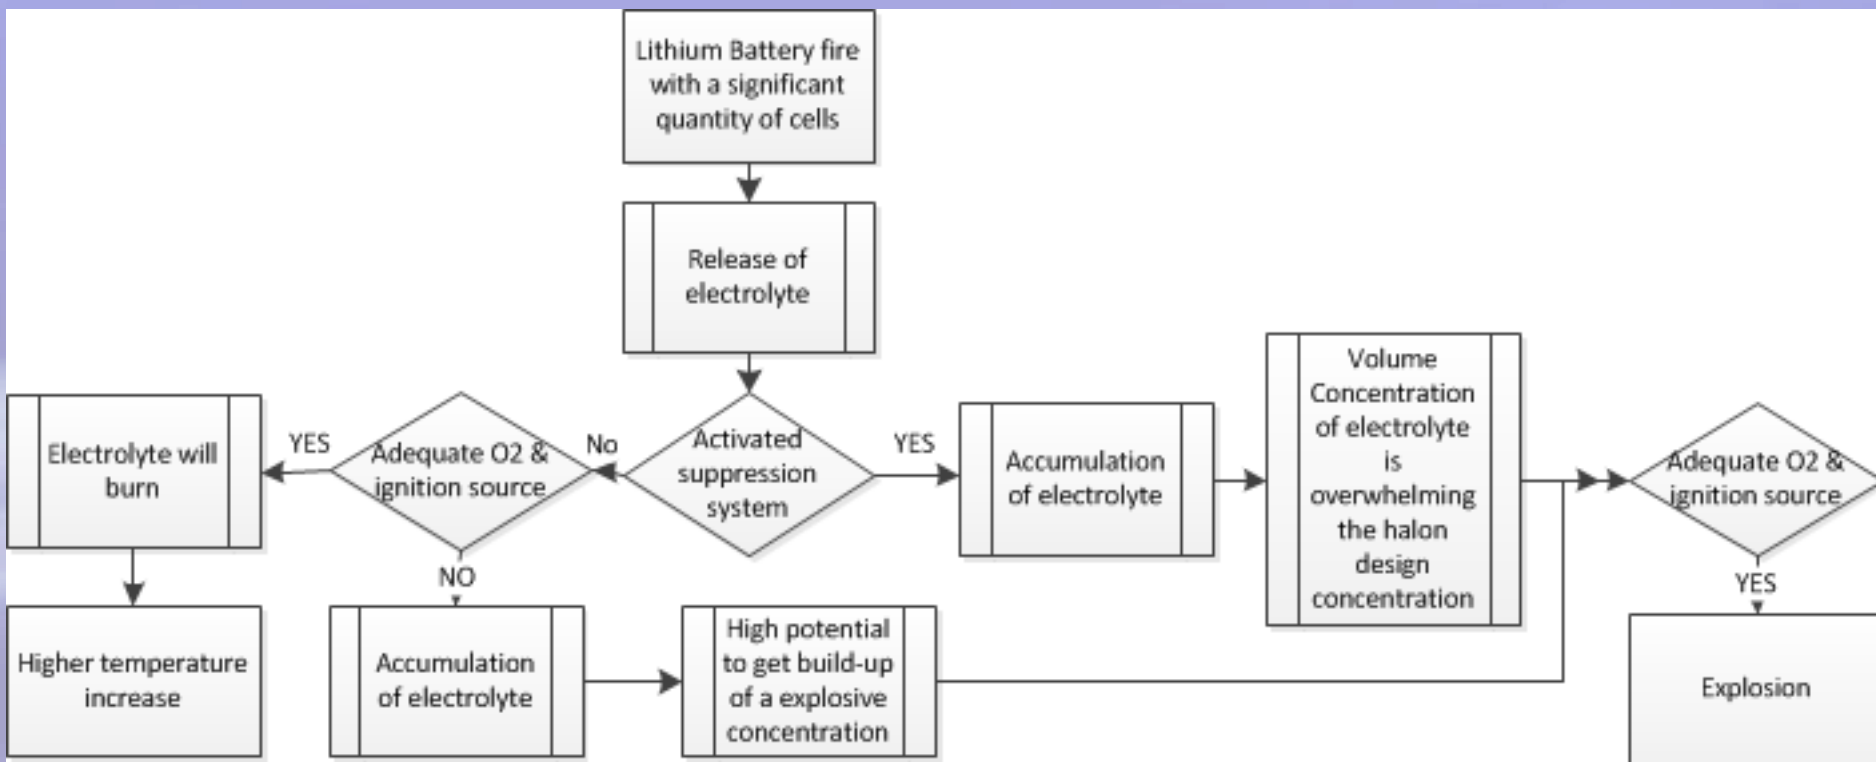 Lithium Battery fire
with a significant
quantity of cells
Release of
electrolyte
Activated
suppression
system
No
YES
Adequate O2 &
ignition source
YES
NO
Electrolyte will
burn
Higher temperature
increase
Accumulation
of electrolyte
High potential
to get build-up
of a explosive
concentration
Accumulation
of electrolyte
Volume
Concentration
of electrolyte
is
overwhelming
the halon
design
concentration
Adequate O2 &
ignition source
YES
Explosion